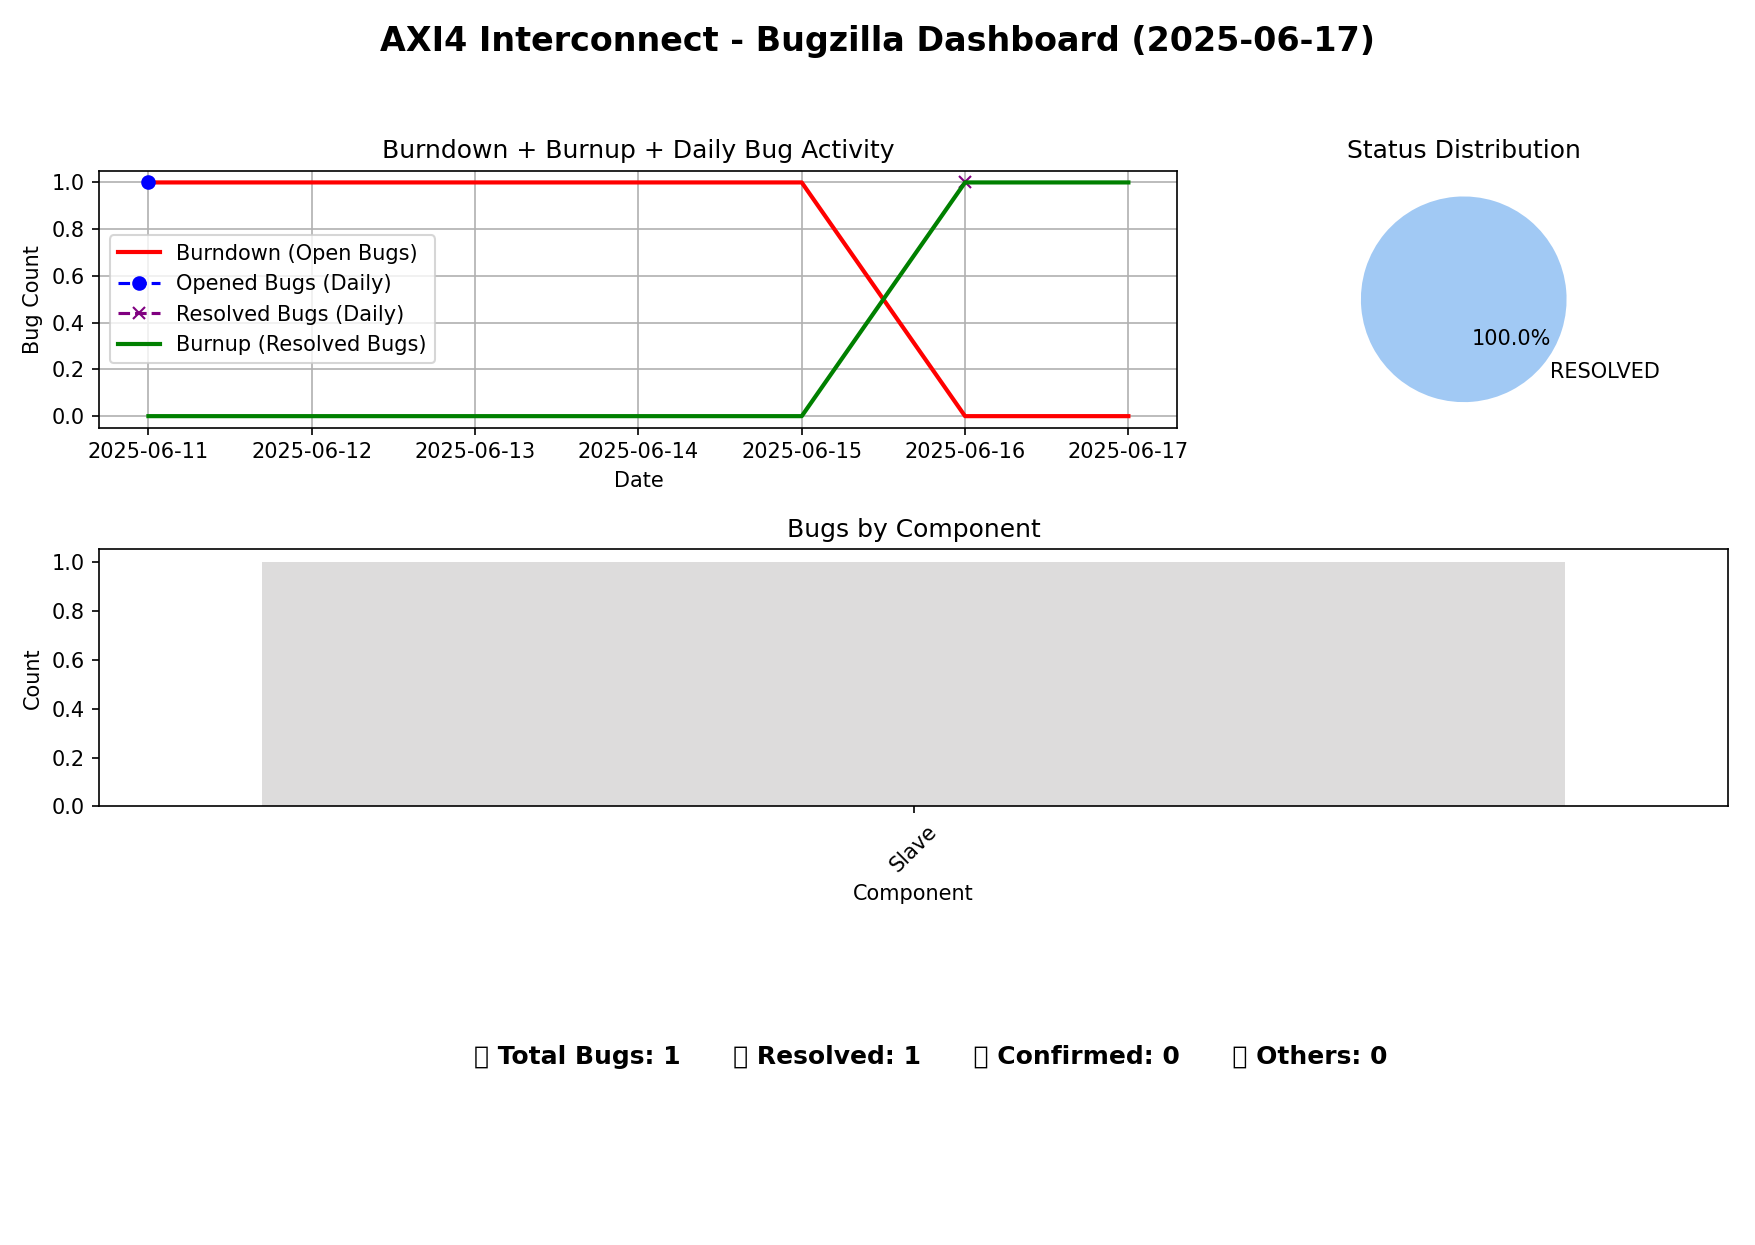 AXI4 Interconnect - Bugzilla Dashboard (2025-06-17)
Burndown + Burnup + Daily Bug Activity
Bug Count
1.0
0.8
0.6
0.4
0.2
0.0
Burndown (Open Bugs)
Opened Bugs (Daily)
Resolved Bugs (Daily)
Burnup (Resolved Bugs)
2025-06-11 2025-06-12 2025-06-13 2025-06-14 2025-06-15 2025-06-16 2025-06-17
Date
Status Distribution
100.0%
RESOLVED
Bugs by Component
Count
1.0
0.8
0.6
0.4
0.2
0.0
Slave
Component
Total Bugs: 1 Resolved: 1 Confirmed: 0 Others: 0